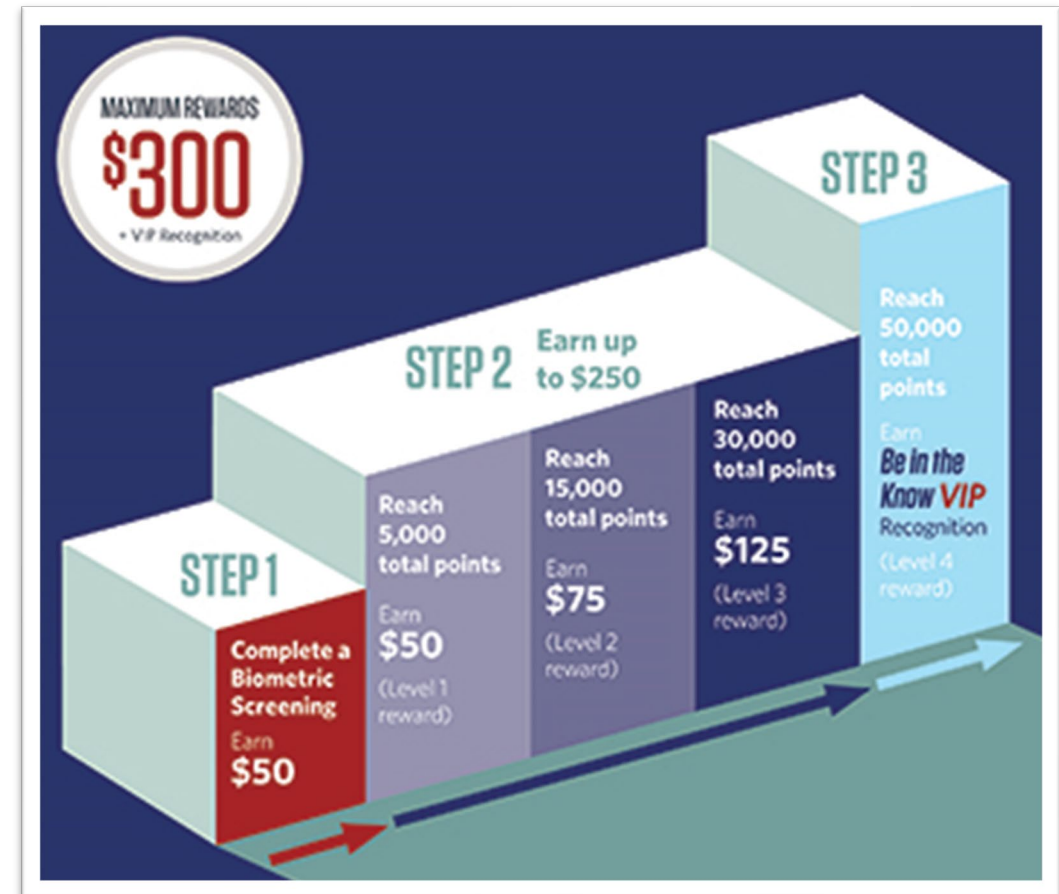 MAXIMUM REWARDS
$300
+ VIP Recognition
STEP 1
Complete a
Biometric
Screening
Earn
$50
STEP 2
Earn up
to $250
Reach
5,000
total points
Earn
$50
(Level 1
reward)
Reach
15,000
total points
Earn
$75
(Level 2
reward)
Reach
30,000
total points
Earn
$125
(Level 3
reward)
STEP 3
Reach
50,000
total
points
Earn
Be in the
Know VIP
Recognition
(Level 4
reward)